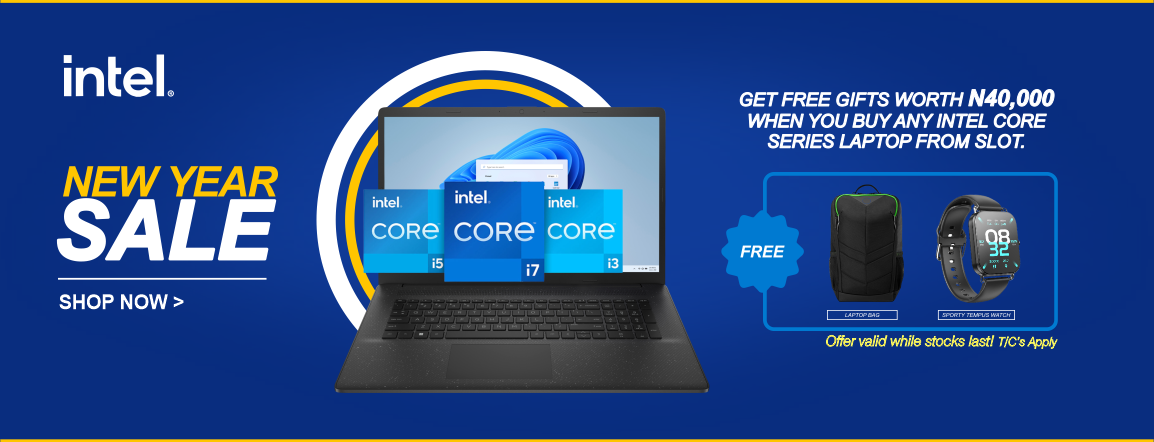 intel.
NEW YEAR
SALE
SHOP NOW >
intel.
CORE
i5
intel.
CORE™
i7
intel.
CORE
i3
GET FREE GIFTS WORTH N40,000
WHEN YOU BUY ANY INTEL CORE
SERIES LAPTOP FROM SLOT.
FREE
08
32
LAPTOP BAG
SPORTY TEMPUS WATCH
Offer valid while stocks last! T/C's Apply